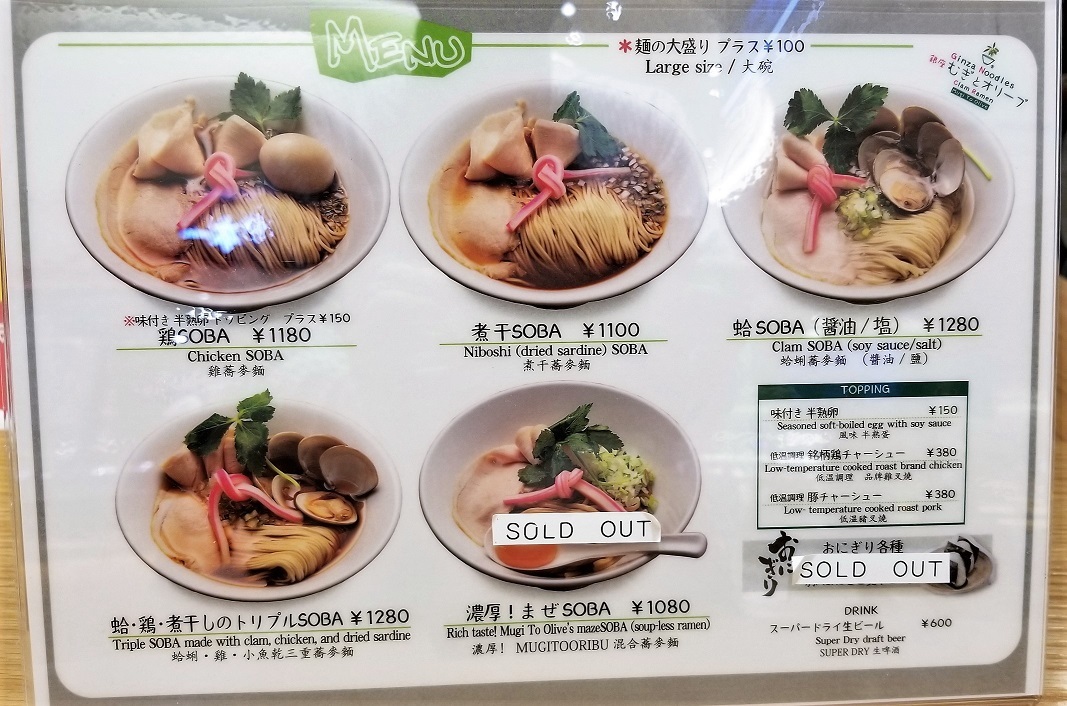 MENU
*麺の大盛り プラス¥100
Large size / 大碗
Ginza Noodles
銀座 むぎとオリーブ
Clam Ramen
Mugi To Olive
※味付き半熟卵トッピング プラス¥150
鶏SOBA ¥1180
Chicken SOBA
雞蕎麥麵
煮干SOBA ¥1100
Niboshi (dried sardine) SOBA
煮干蕎麥麵
蛤SOBA（醤油/塩） ¥1280
Clam SOBA (soy sauce/salt)
蛤蜊蕎麥麵 （醬油/鹽）
TOPPING
味付き 半熟卵 ¥150
Seasoned soft-boiled egg with soy sauce
風味 半熟蛋
低温調理 銘柄鶏チャーシュー ¥380
Low-temperature cooked roast brand chicken
低溫調理 品牌雞叉燒
低温調理 豚チャーシュー ¥380
Low- temperature cooked roast pork
低溫豬叉燒
おにぎり
おにぎり各種
SOLD OUT
DRINK
スーパードライ生ビール ¥600
Super Dry draft beer
SUPER DRY 生啤酒
蛤・鶏・煮干しのトリプルSOBA ¥1280
Triple SOBA made with clam, chicken, and dried sardine
蛤蜊・雞・小魚乾三重蕎麥麵
SOLD OUT
濃厚！まぜSOBA ¥1080
Rich taste! Mugi To Olive's mazeSOBA (soup-less ramen)
濃厚！ MUGITOORIBU 混合蕎麥麵